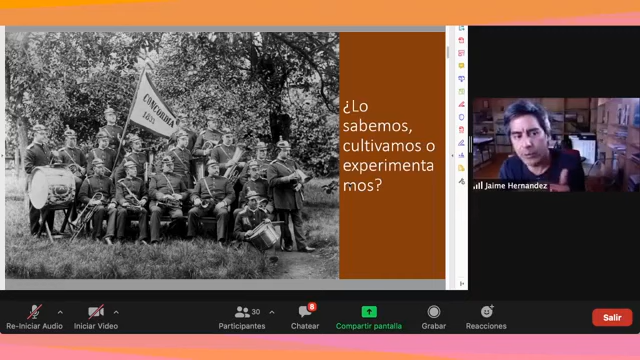 CONCORDIA
1831
¿Lo
sabemos,
cultivamos o
experimenta
mos?
Jaime Hernandez
30
8
Re-Iniciar Audio
Iniciar Video
Participantes
Chatear
Compartir pantalla
Grabar
Reacciones
Salir